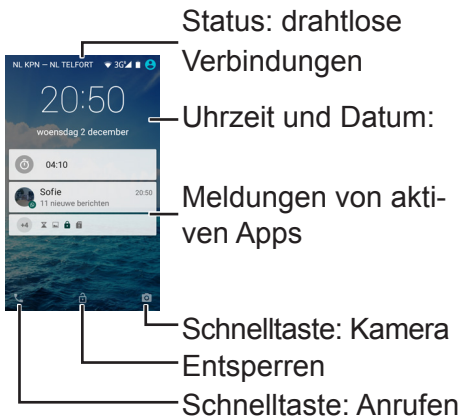 Status: drahtlose
Verbindungen
NL KPN — NL TELFORT 3G
20:50
woensdag 2 december
Uhrzeit und Datum:
04:10
Sofie 20:50
11 nieuwe berichten
+4
Meldungen von akti-
ven Apps
Schnelltaste: Kamera
Entsperren
Schnelltaste: Anrufen